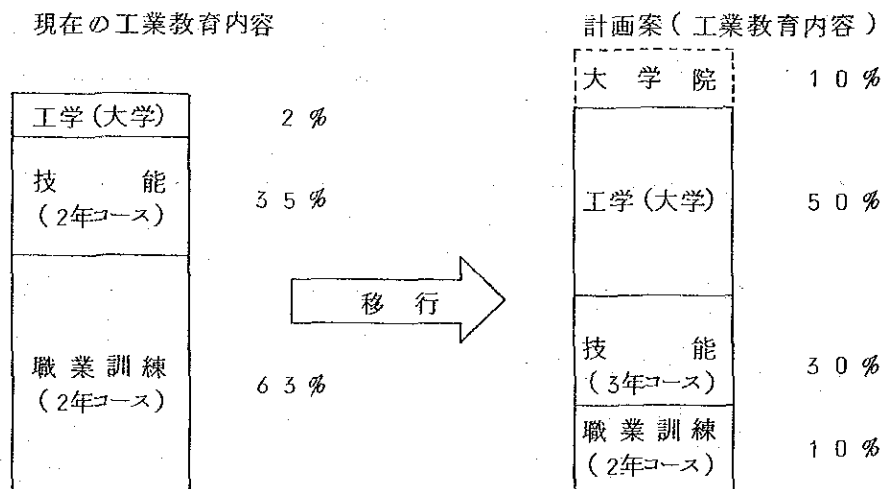 現在の工業教育内容
工学(大学)
2%
技能
(2年コース)
35%
職業訓練
(2年コース)
63%
移行
計画案(工業教育内容)
大学院
10%
工学(大学)
50%
技能
(3年コース)
30%
職業訓練
(2年コース)
10%